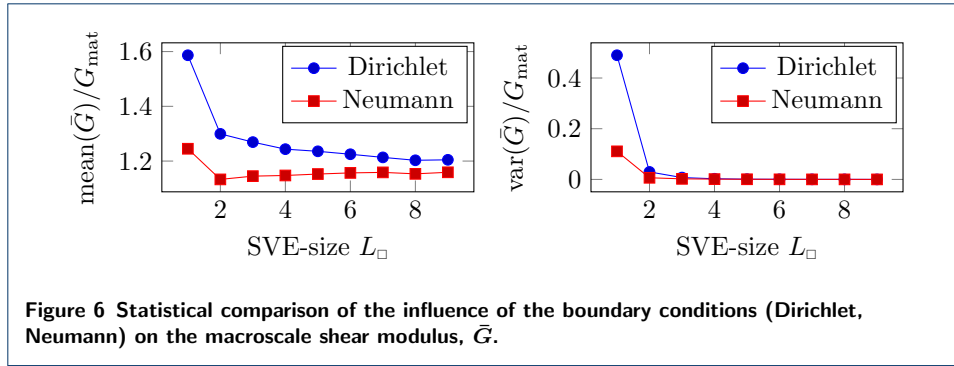 mean(Ḡ)/G_mat
1.6
1.4
1.2
2 4 6 8
SVE-size L□
Dirichlet
Neumann
var(Ḡ)/G_mat
0.4
0.2
0
2 4 6 8
SVE-size L□
Dirichlet
Neumann
Figure 6 Statistical comparison of the influence of the boundary conditions (Dirichlet,
Neumann) on the macroscale shear modulus, Ḡ.